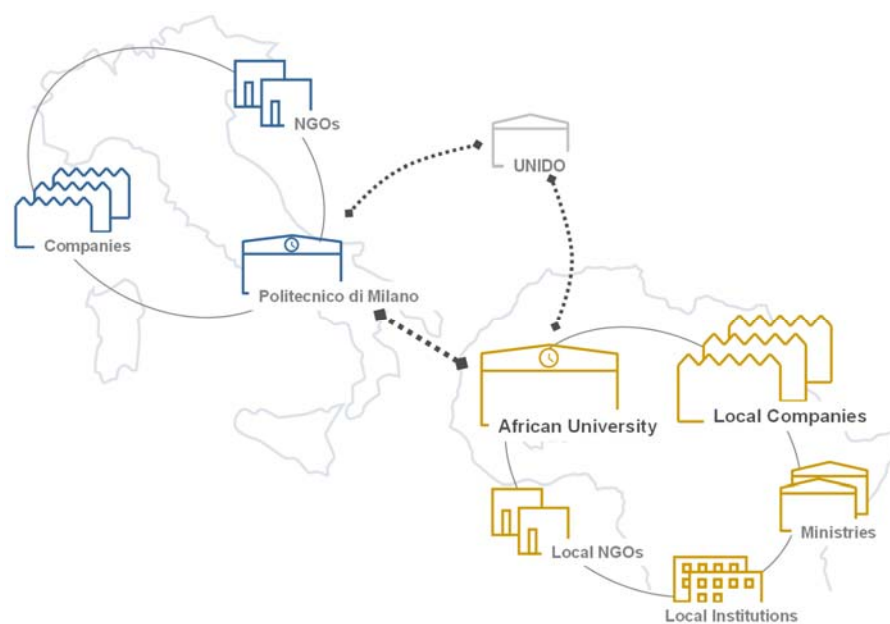 NGOs
UNIDO
Companies
Politecnico di Milano
African University
Local Companies
Ministries
Local NGOs
Local Institutions